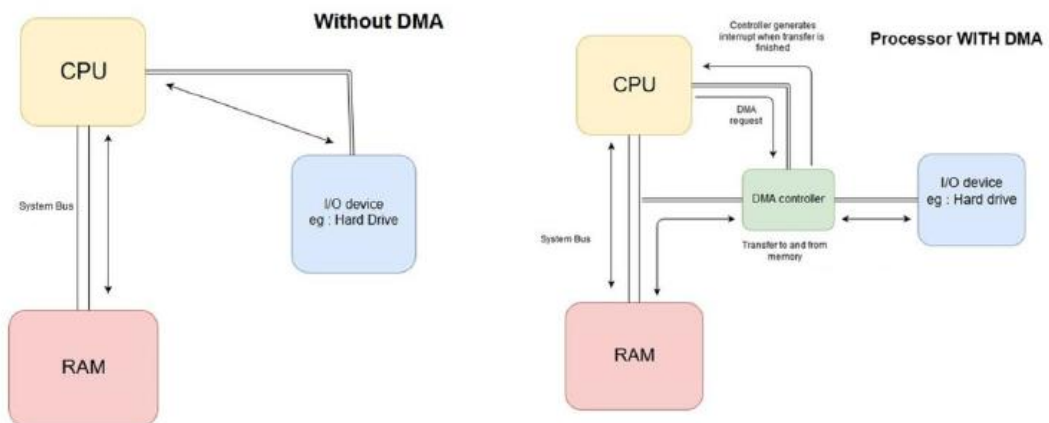 Without DMA
CPU
System Bus
I/O device
eg : Hard Drive
RAM
Controller generates
interrupt when transfer is
finished
Processor WITH DMA
CPU
DMA
request
DMA controller
I/O device
eg : Hard drive
System Bus
Transfer to and from
memory
RAM